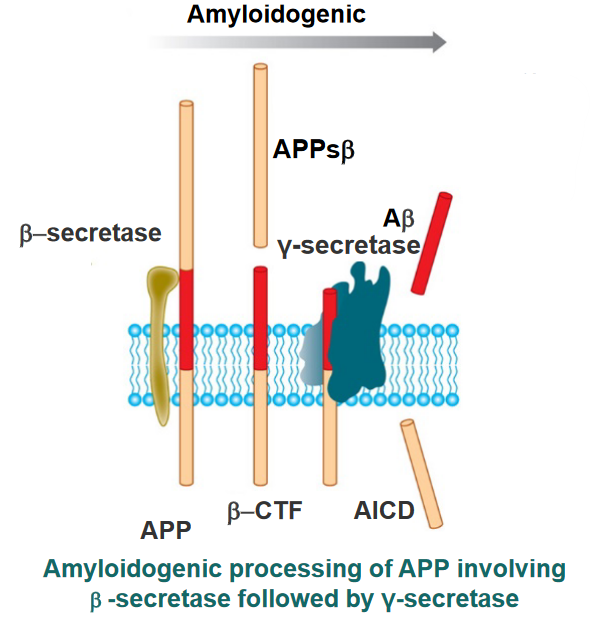 Amyloidogenic
APPsβ
Aβ
β–secretase
γ-secretase
β–CTF
AICD
APP
Amyloidogenic processing of APP involving
β -secretase followed by γ-secretase